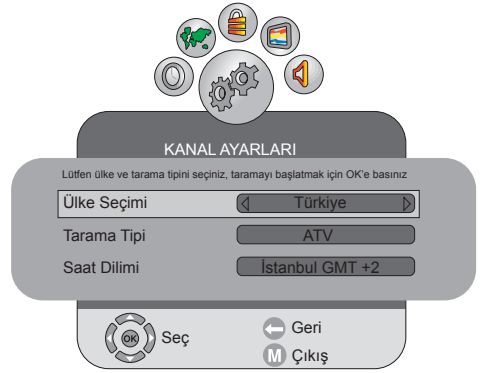 KANAL AYARLARI
Lütfen ülke ve tarama tipini seçiniz, taramayı başlatmak için OK'e basınız
Ülke Seçimi Türkiye
Tarama Tipi ATV
Saat Dilimi İstanbul GMT +2
OK Seç
Geri
M Çıkış